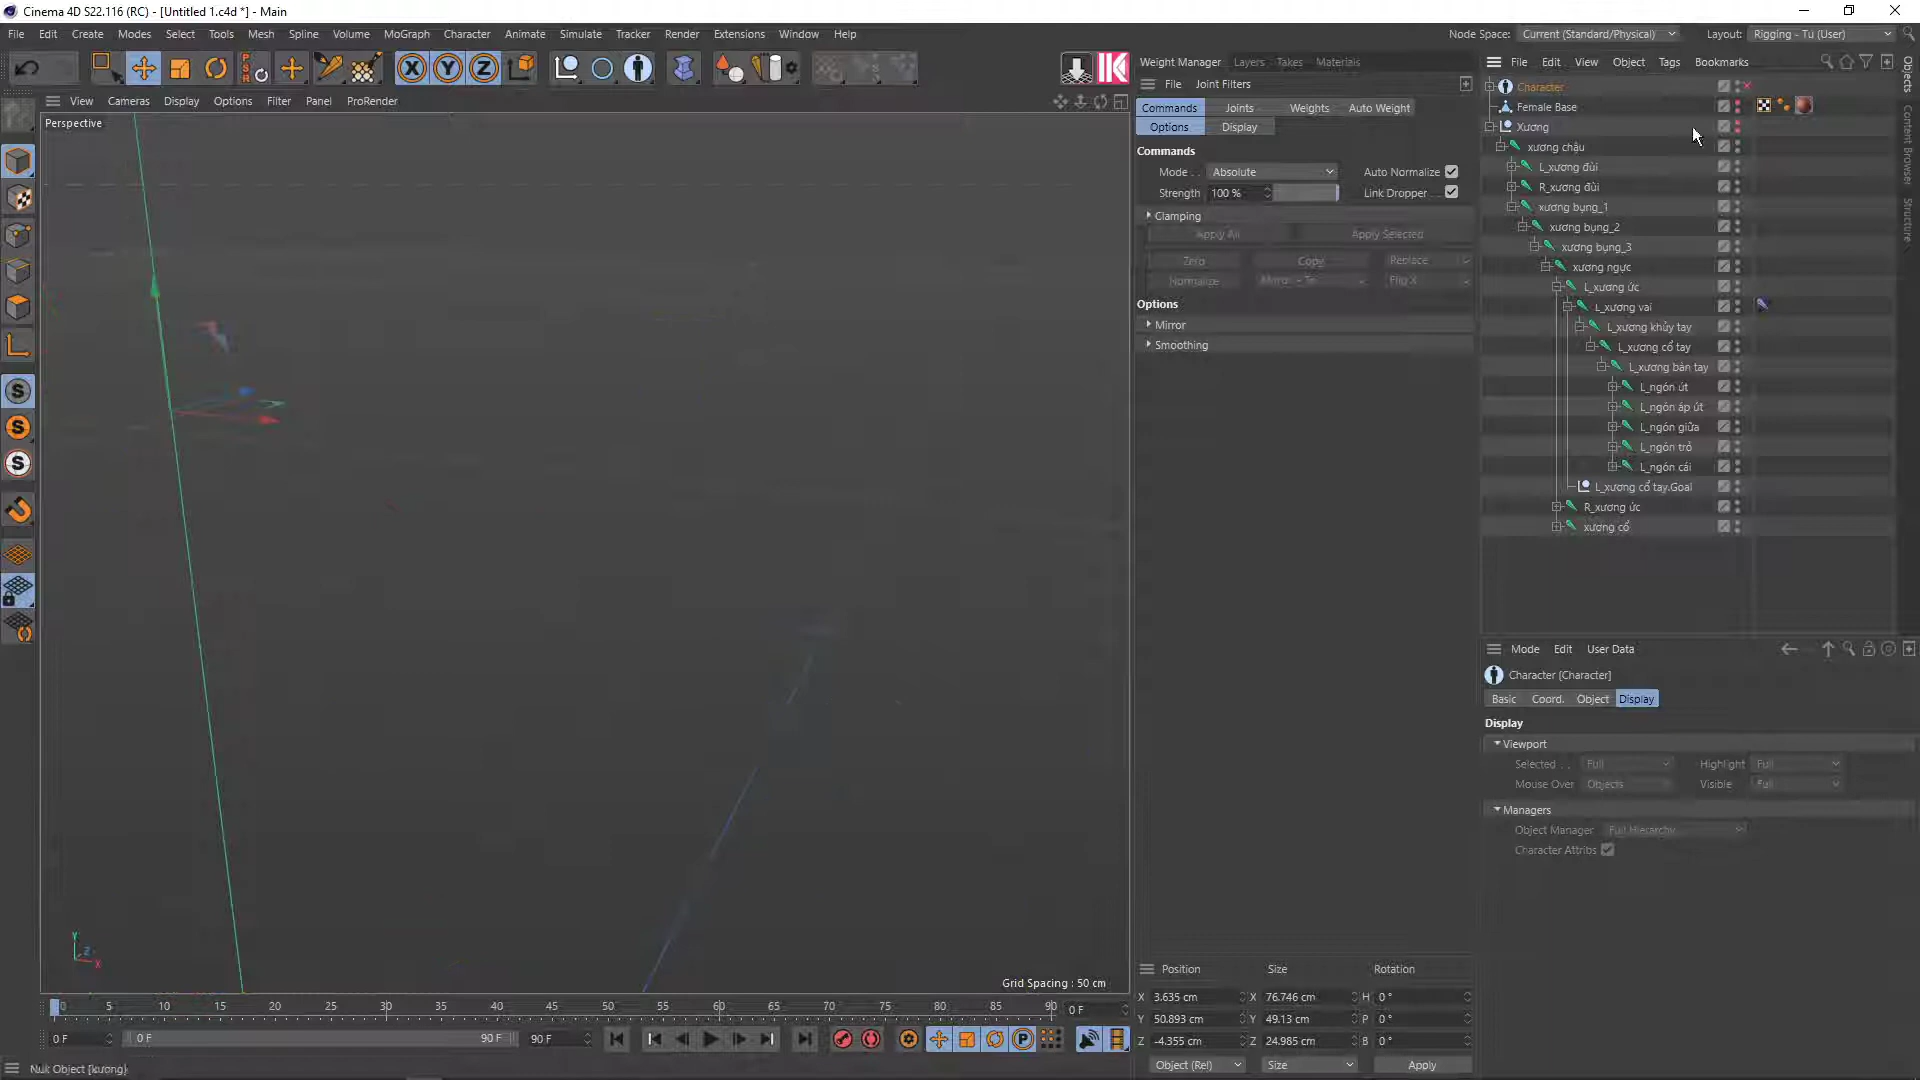 Cinema 4D S22.116 (RC) - [Untitled 1.c4d *] - Main
File Edit Create Modes Select Tools Mesh Spline Volume MoGraph Character Animate Simulate Tracker Render Extensions Window Help
Node Space: Current (Standard/Physical) Layout: Rigging - Tu (User)
View Cameras Display Options Filter Panel ProRender
Perspective
Grid Spacing : 50 cm
Weight Manager Layers Takes Materials
File Joint Filters
Commands Joints Weights Auto Weight
Options Display
Commands
Mode . . Absolute Auto Normalize
Strength 100 % Link Dropper
Clamping
Apply All Apply Selected
Zero Copy Replace
Normalize Flip X
Options
Mirror
Smoothing
File Edit View Object Tags Bookmarks
Character
Female Base
Xương
xương chậu
L_xương đùi
R_xương đùi
xương bụng_1
xương bụng_2
xương bụng_3
xương ngực
L_xương ức
L_xương vai
L_xương khủy tay
L_xương cổ tay
L_xương bàn tay
L_ngón út
L_ngón áp út
L_ngón giữa
L_ngón trỏ
L_ngón cái
L_xương cổ tay.Goal
R_xương ức
xương cổ
Objects
Content Browser
Structure
Mode Edit User Data
Character [Character]
Basic Coord. Object Display
Display
Viewport
Selected . . Full Highlight Full
Mouse Over Objects Visible Full
Managers
Object Manager Full Hierarchy
Character Attribs
Position Size Rotation
X 3.635 cm X 76.746 cm H 0 °
Y 50.893 cm Y 49.13 cm P 0 °
Z -4.355 cm Z 24.985 cm B 0 °
Object (Rel) Size Apply
0 5 10 15 20 25 30 35 40 45 50 55 60 65 70 75 80 85 90 0 F
0 F 0 F 90 F 90 F